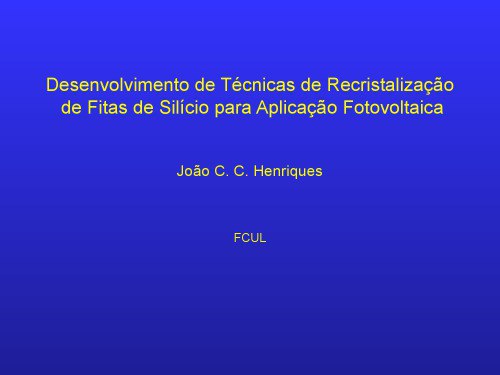 Desenvolvimento de Técnicas de Recristalização
de Fitas de Silício para Aplicação Fotovoltaica
João C. C. Henriques
FCUL